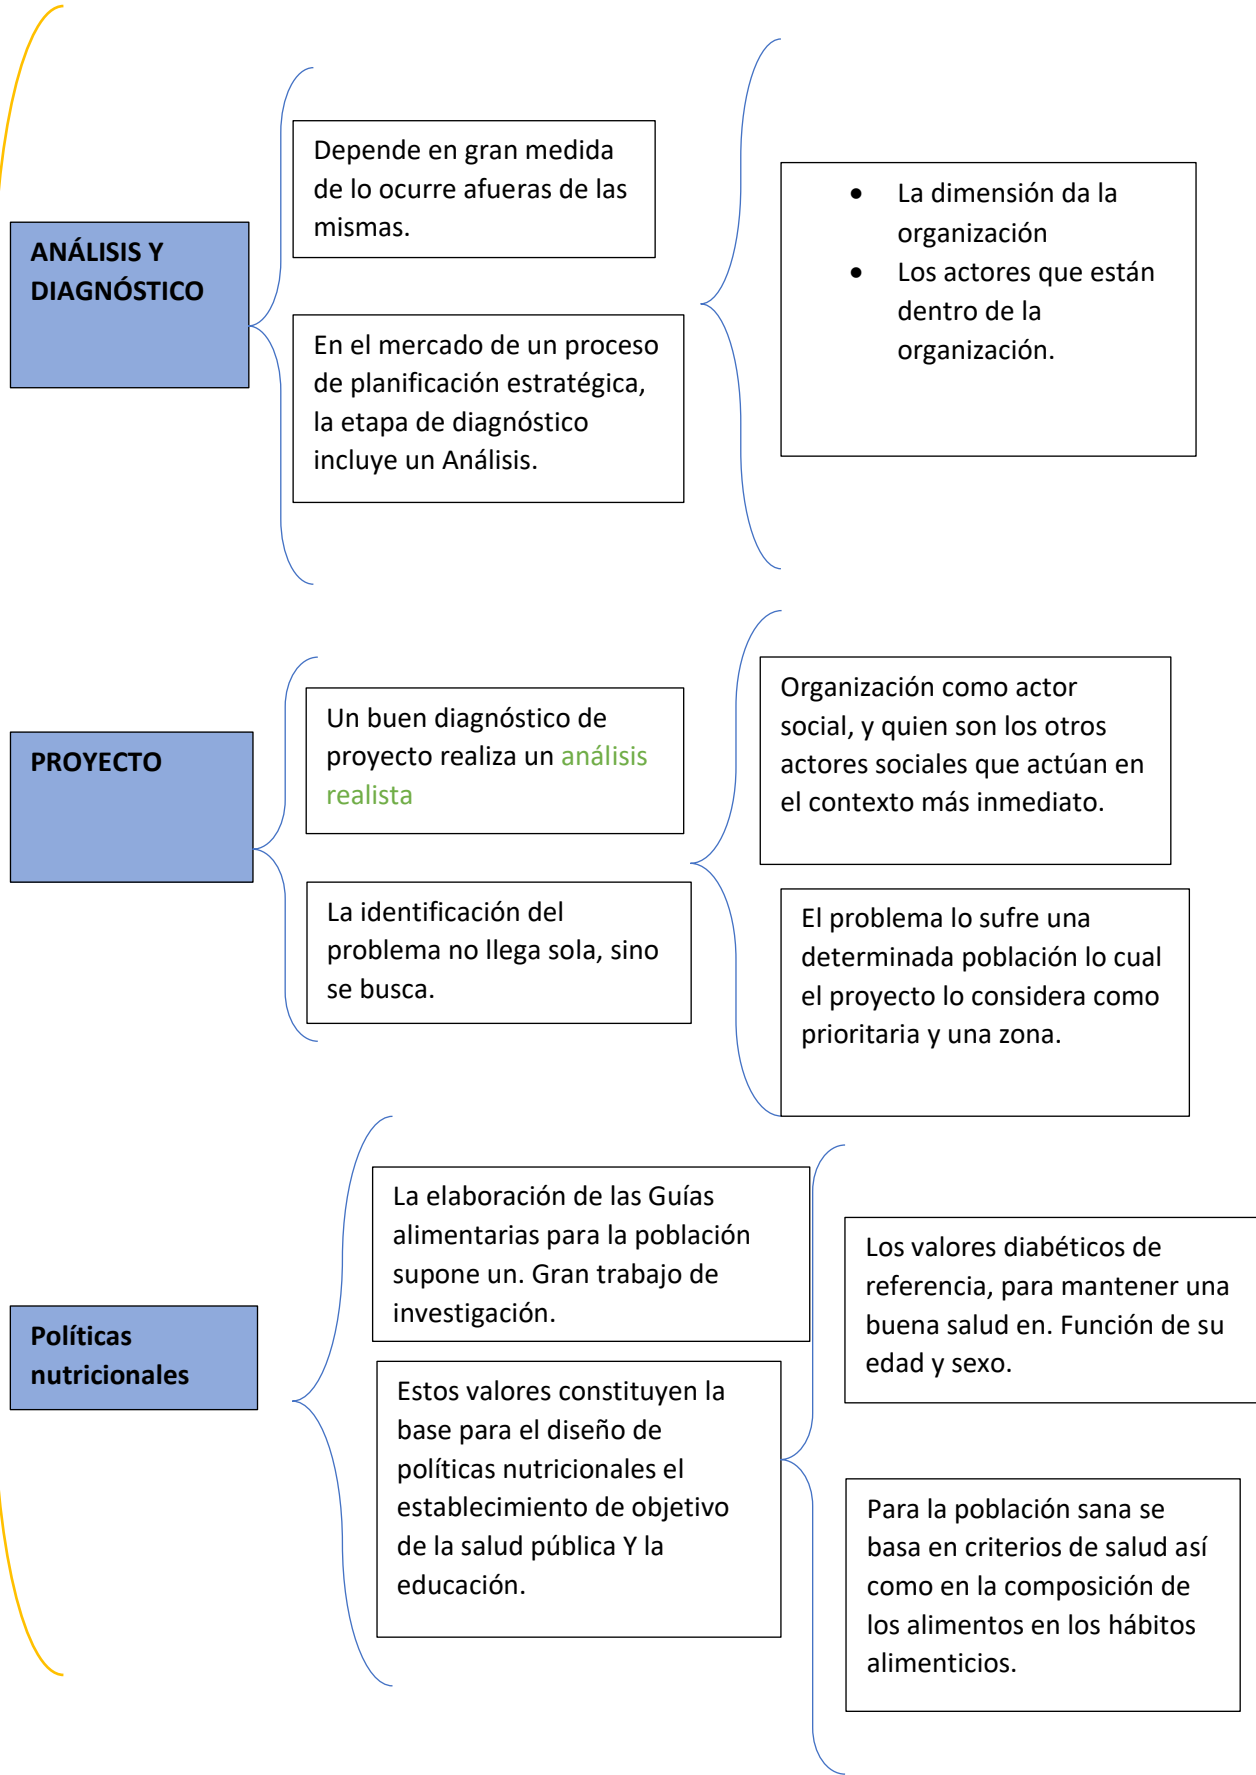 ANÁLISIS Y
DIAGNÓSTICO
Depende en gran medida
de lo ocurre afueras de las
mismas.
En el mercado de un proceso
de planificación estratégica,
la etapa de diagnóstico
incluye un Análisis.
• La dimensión da la
organización
• Los actores que están
dentro de la
organización.
PROYECTO
Un buen diagnóstico de
proyecto realiza un análisis
realista
La identificación del
problema no llega sola, sino
se busca.
Organización como actor
social, y quien son los otros
actores sociales que actúan en
el contexto más inmediato.
El problema lo sufre una
determinada población lo cual
el proyecto lo considera como
prioritaria y una zona.
Políticas
nutricionales
La elaboración de las Guías
alimentarias para la población
supone un. Gran trabajo de
investigación.
Estos valores constituyen la
base para el diseño de
políticas nutricionales el
establecimiento de objetivo
de la salud pública Y la
educación.
Los valores diabéticos de
referencia, para mantener una
buena salud en. Función de su
edad y sexo.
Para la población sana se
basa en criterios de salud así
como en la composición de
los alimentos en los hábitos
alimenticios.